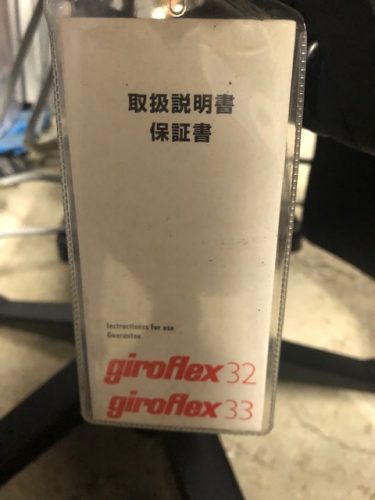 取扱説明書
保証書
Instructions for use
Guarantee
giroflex 32
giroflex 33